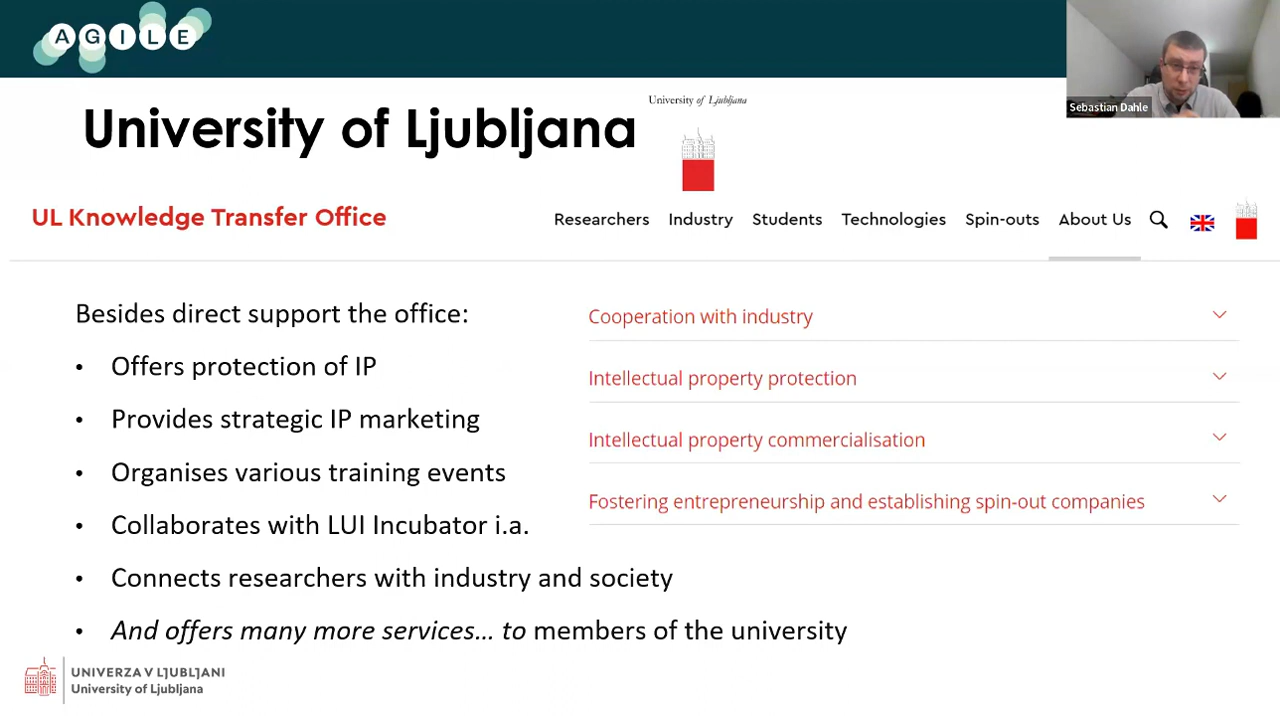 AGILE
Sebastian Dahle
University of Ljubljana
University of Ljubljana
UL Knowledge Transfer Office
Researchers Industry Students Technologies Spin-outs About Us
Besides direct support the office:
• Offers protection of IP
• Provides strategic IP marketing
• Organises various training events
• Collaborates with LUI Incubator i.a.
• Connects researchers with industry and society
• And offers many more services... to members of the university
Cooperation with industry
Intellectual property protection
Intellectual property commercialisation
Fostering entrepreneurship and establishing spin-out companies
UNIVERZA V LJUBLJANI
University of Ljubljana